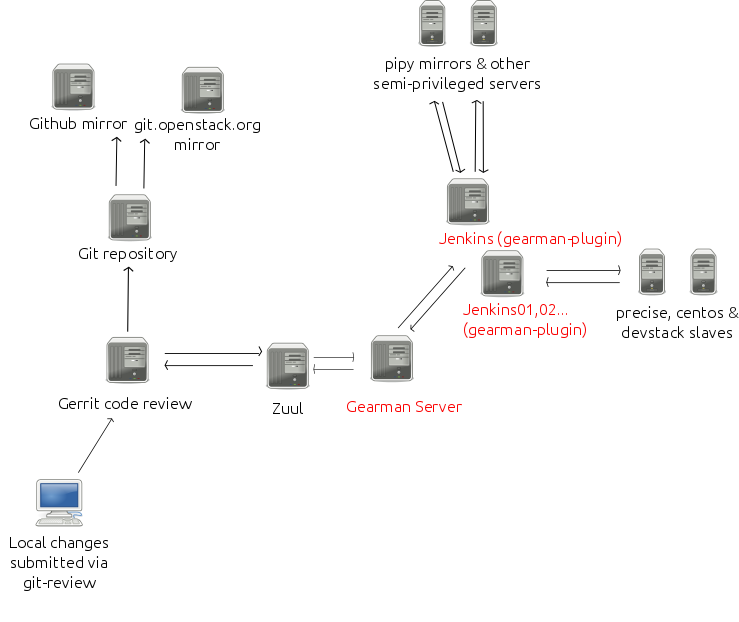 pipy mirrors & other
semi-privileged servers
Github mirror
git.openstack.org
mirror
Jenkins (gearman-plugin)
Git repository
Jenkins01,02...
(gearman-plugin)
precise, centos &
devstack slaves
Gerrit code review
Zuul
Gearman Server
Local changes
submitted via
git-review